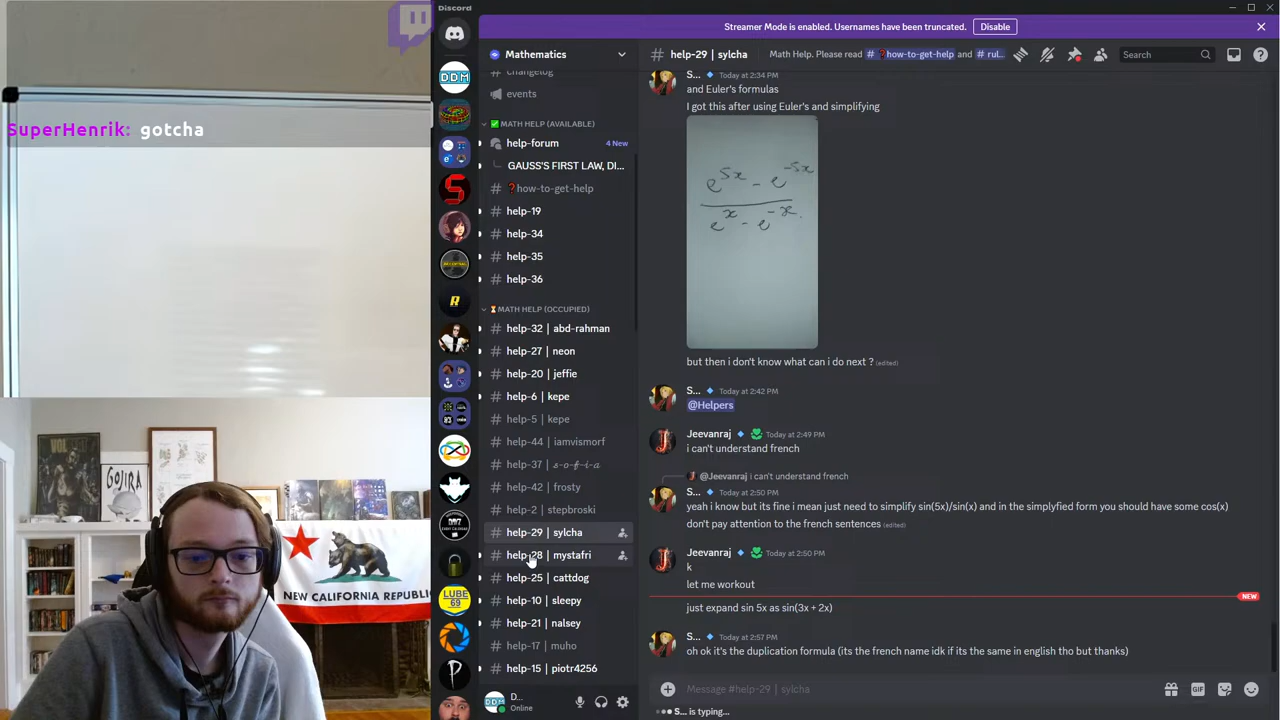 SuperHenrik: gotcha
VOL
GOJIRA
NEW CALIFORNIA REPUBLI
Discord
DDM
LUBE
69
Mathematics
changelog
events
MATH HELP (AVAILABLE)
help-forum
4 New
GAUSS'S FIRST LAW, DI...
❓how-to-get-help
help-19
help-34
help-35
help-36
MATH HELP (OCCUPIED)
help-32 | abd-rahman
help-27 | neon
help-20 | jeffie
help-6 | kepe
help-5 | kepe
help-44 | iamvismorf
help-37 | s-o-f-i-a
help-42 | frosty
help-2 | stepbroski
help-29 | sylcha
help-28 | mystafri
help-25 | cattdog
help-10 | sleepy
help-21 | nalsey
help-17 | muho
help-15 | piotr4256
D...
Online
Streamer Mode is enabled. Usernames have been truncated.
Disable
# help-29 | sylcha
Math Help. Please read # ❓how-to-get-help and # rul...
Search
S... Today at 2:34 PM
and Euler's formulas
I got this after using Euler's and simplifying
e^5x - e^-5x
e^x - e^-x.
but then i don't know what can i do next ? (edited)
S... Today at 2:42 PM
@Helpers
Jeevanraj Today at 2:49 PM
i can't understand french
@Jeevanraj i can't understand french
S... Today at 2:50 PM
yeah i know but its fine i mean just need to simplify sin(5x)/sin(x) and in the simplyfied form you should have some cos(x)
don't pay attention to the french sentences (edited)
Jeevanraj Today at 2:50 PM
k
let me workout
NEW
just expand sin 5x as sin(3x + 2x)
S... Today at 2:57 PM
oh ok it's the duplication formula (its the french name idk if its the same in english tho but thanks)
Message #help-29 | sylcha
GIF
S... is typing...